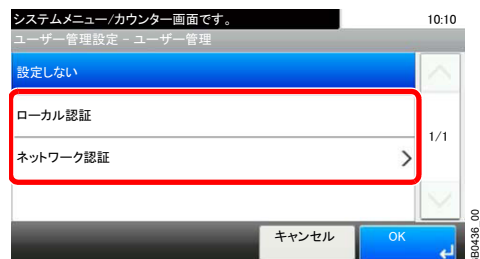 システムメニュー/カウンター画面です。 10:10
ユーザー管理設定 - ユーザー管理
設定しない
ローカル認証
1/1
ネットワーク認証
キャンセル OK
B0436_00